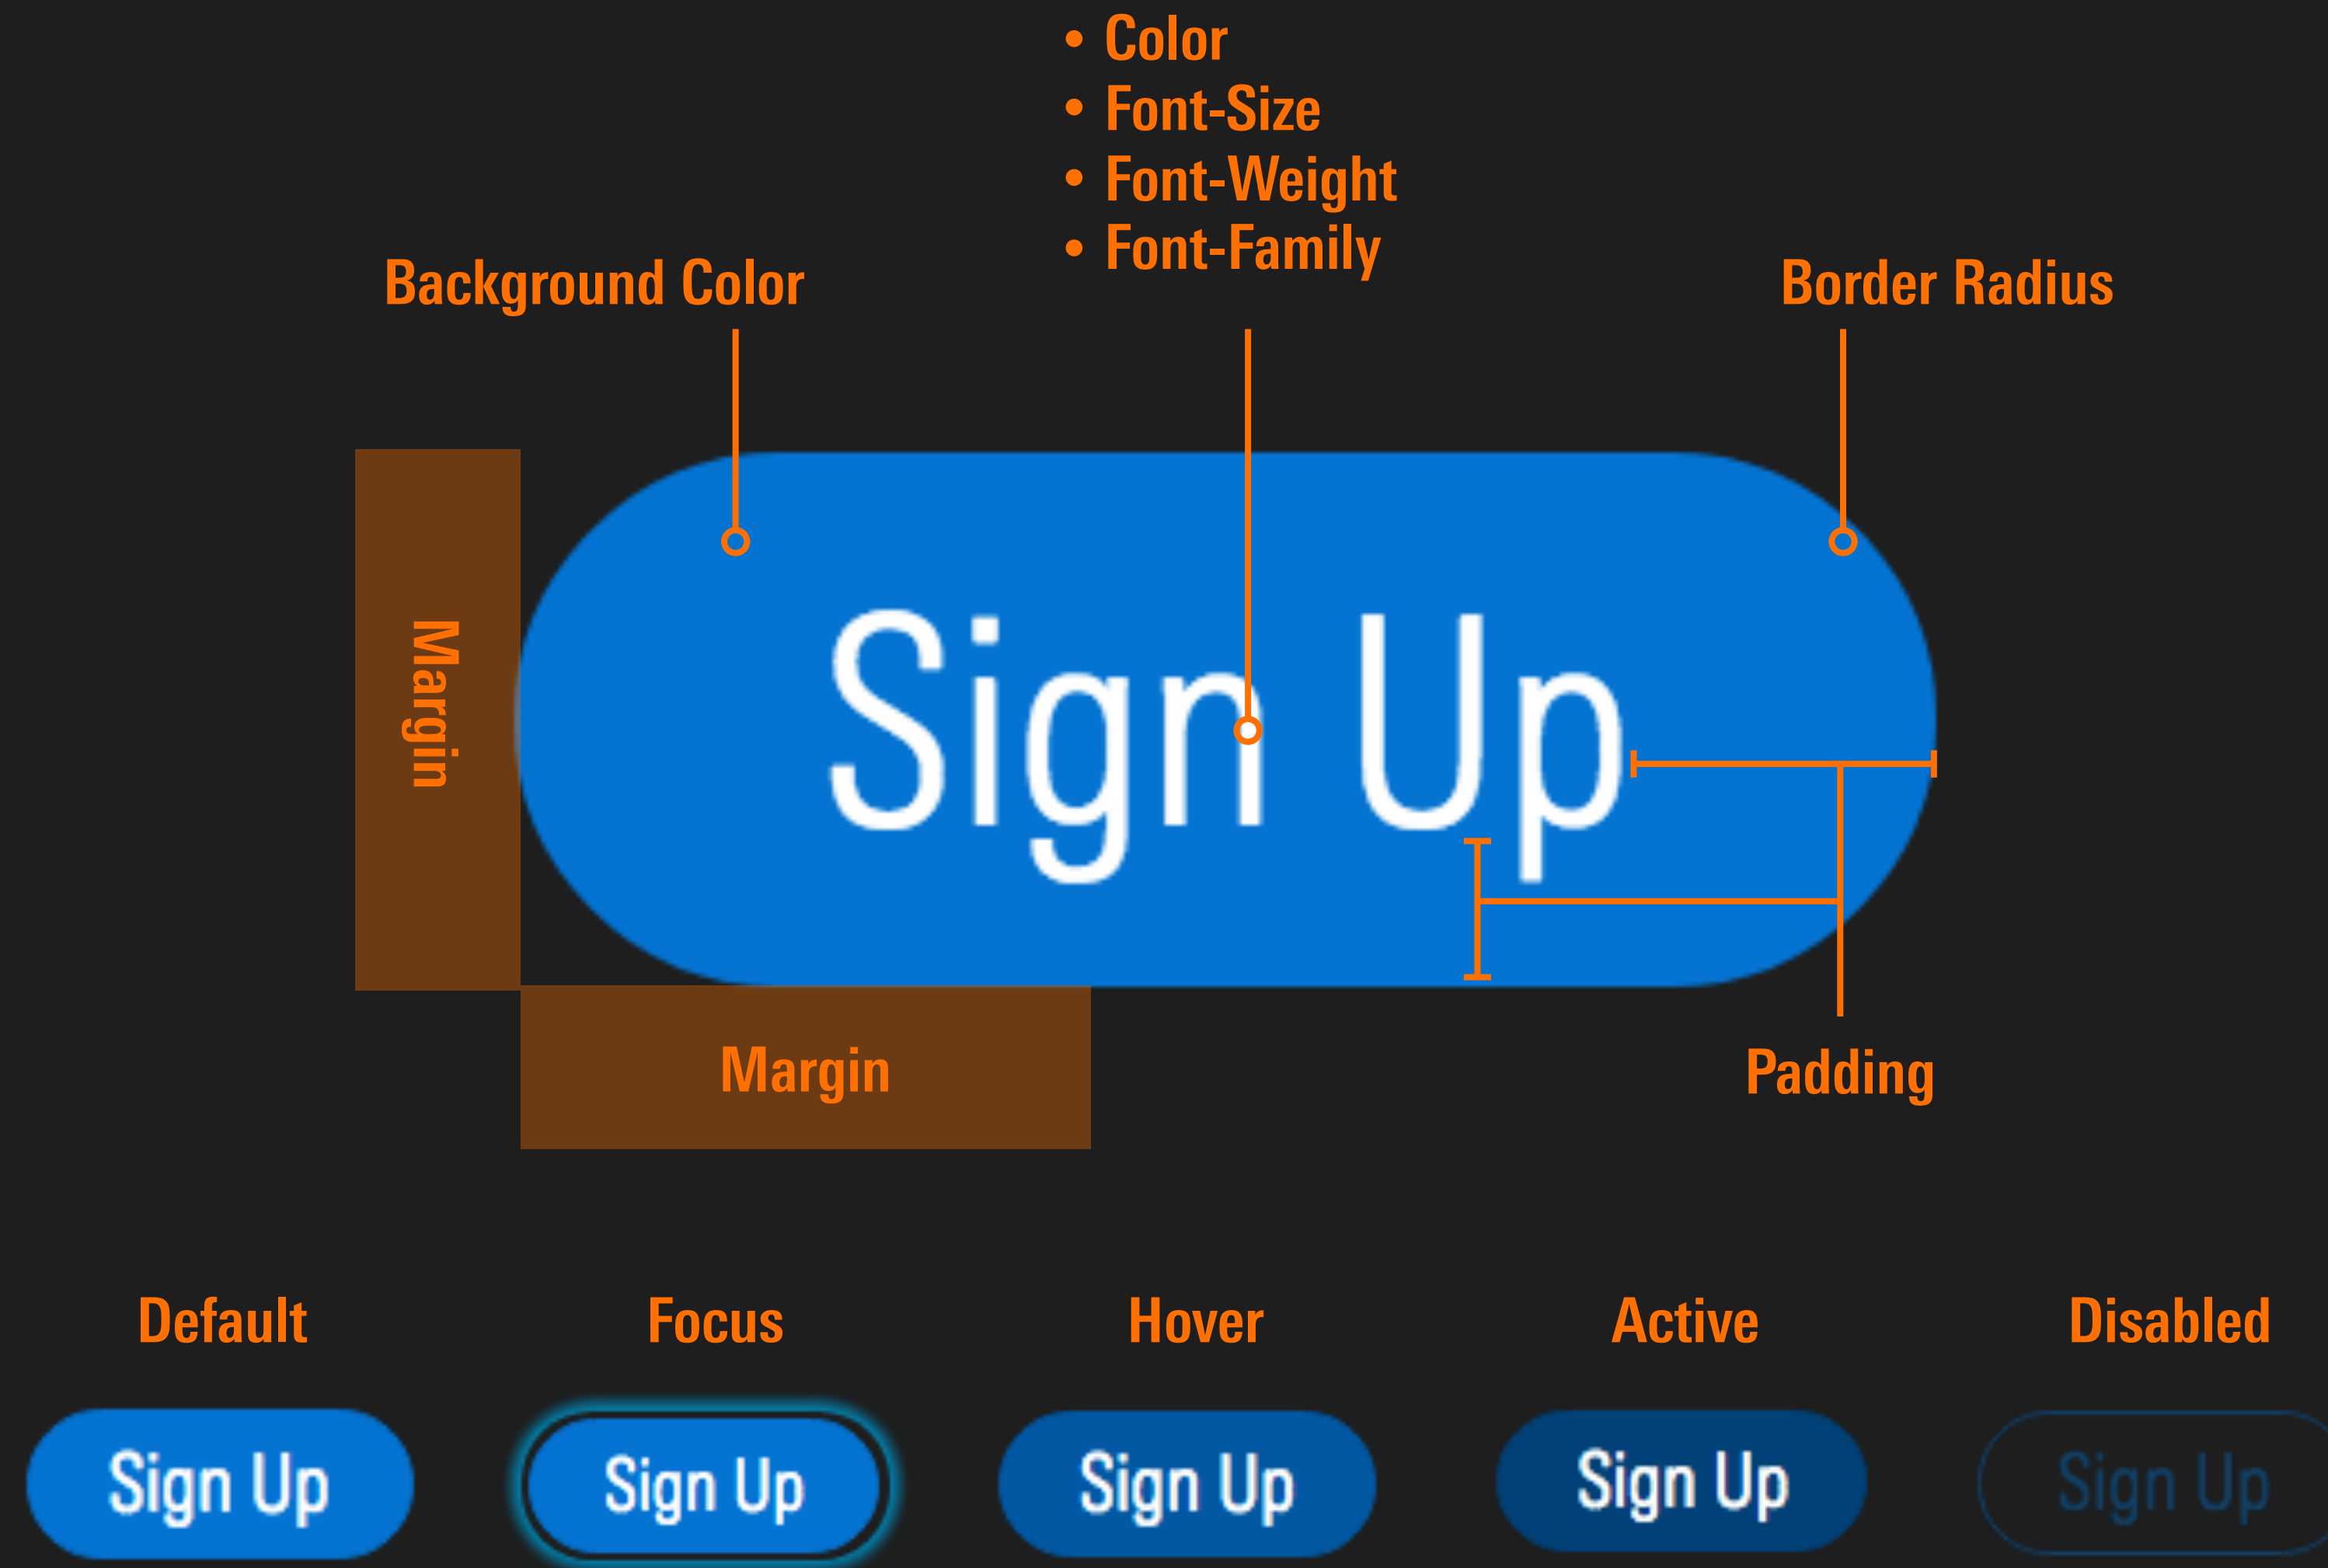 • Color
• Font-Size
• Font-Weight
• Font-Family
Background Color
Border Radius
Margin
Sign Up
Margin
Padding
Default
Focus
Hover
Active
Disabled
Sign Up
Sign Up
Sign Up
Sign Up
Sign Up